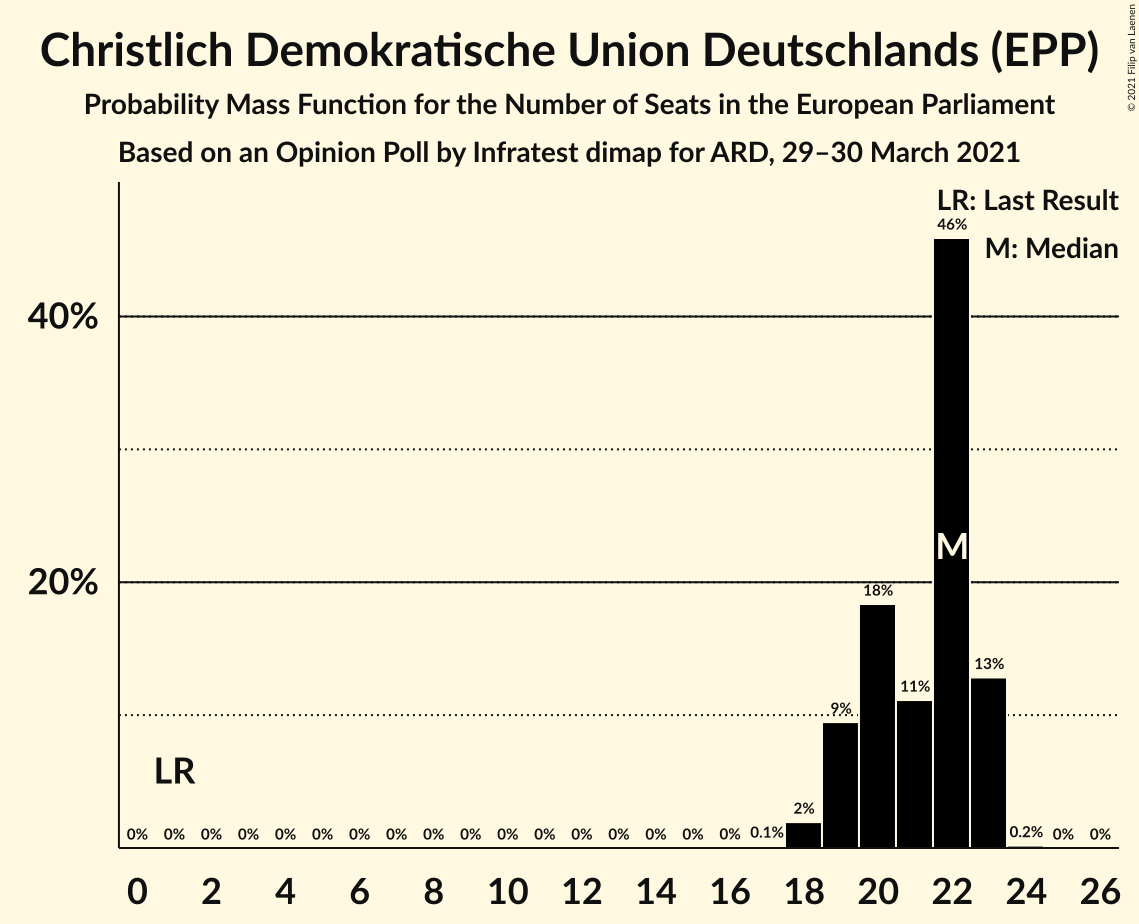 Christlich Demokratische Union Deutschlands (EPP)
Probability Mass Function for the Number of Seats in the European Parliament
Based on an Opinion Poll by Infratest dimap for ARD, 29–30 March 2021
© 2021 Filip van Laenen
LR: Last Result
46%
M: Median
40%
M
20%
18%
13%
11%
9%
LR
2%
0% 0% 0% 0% 0% 0% 0% 0% 0% 0% 0% 0% 0% 0% 0% 0% 0% 0.1% 0.2% 0% 0%
0 2 4 6 8 10 12 14 16 18 20 22 24 26